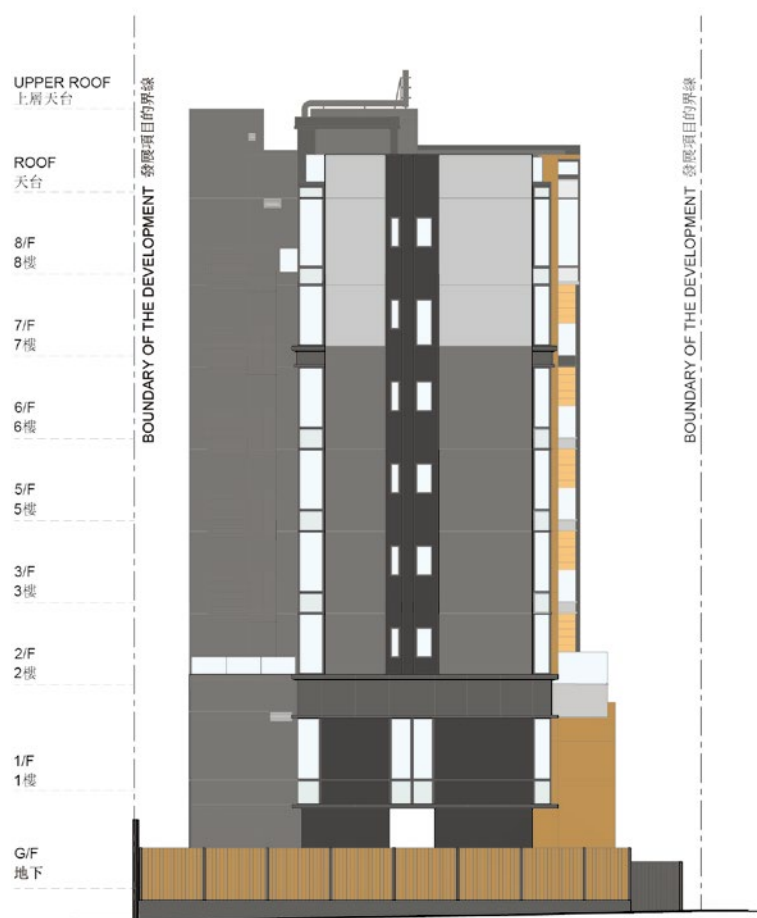 UPPER ROOF
上層天台
ROOF
天台
8/F
8樓
7/F
7樓
6/F
6樓
5/F
5樓
3/F
3樓
2/F
2樓
1/F
1樓
G/F
地下
BOUNDARY OF THE DEVELOPMENT 發展項目的界線
BOUNDARY OF THE DEVELOPMENT 發展項目的界線